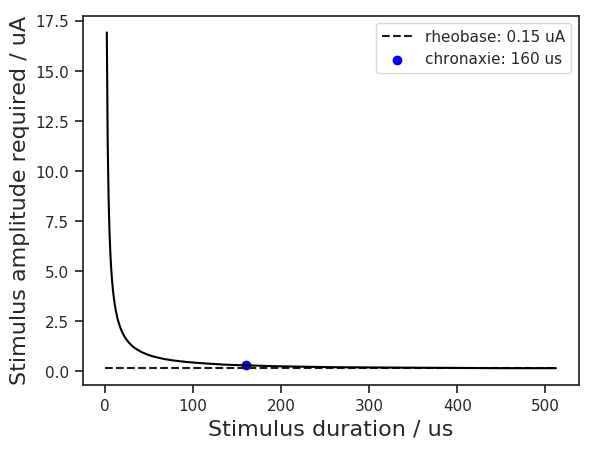 Stimulus amplitude required / uA
17.5
15.0
12.5
10.0
7.5
5.0
2.5
0.0
rheobase: 0.15 uA
chronaxie: 160 us
0 100 200 300 400 500
Stimulus duration / us